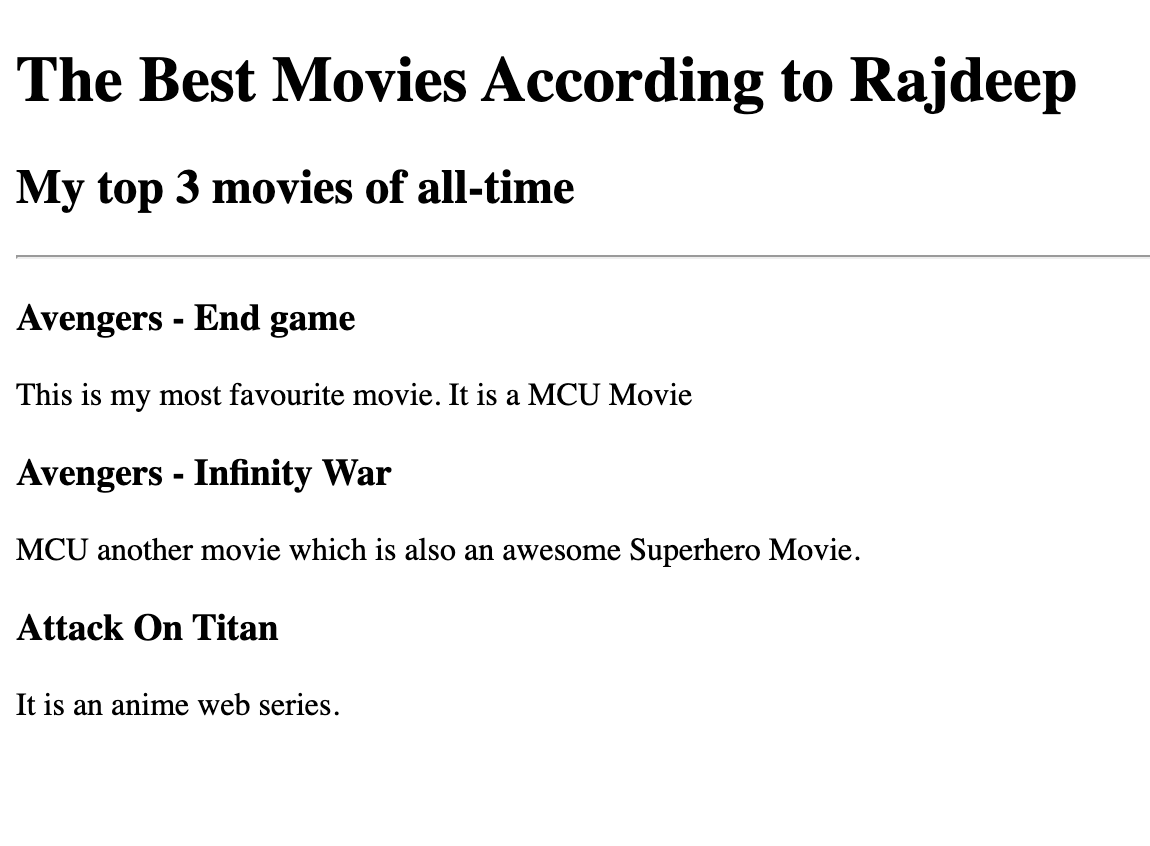 The Best Movies According to Rajdeep
My top 3 movies of all-time
Avengers - End game
This is my most favourite movie. It is a MCU Movie
Avengers - Infinity War
MCU another movie which is also an awesome Superhero Movie.
Attack On Titan
It is an anime web series.